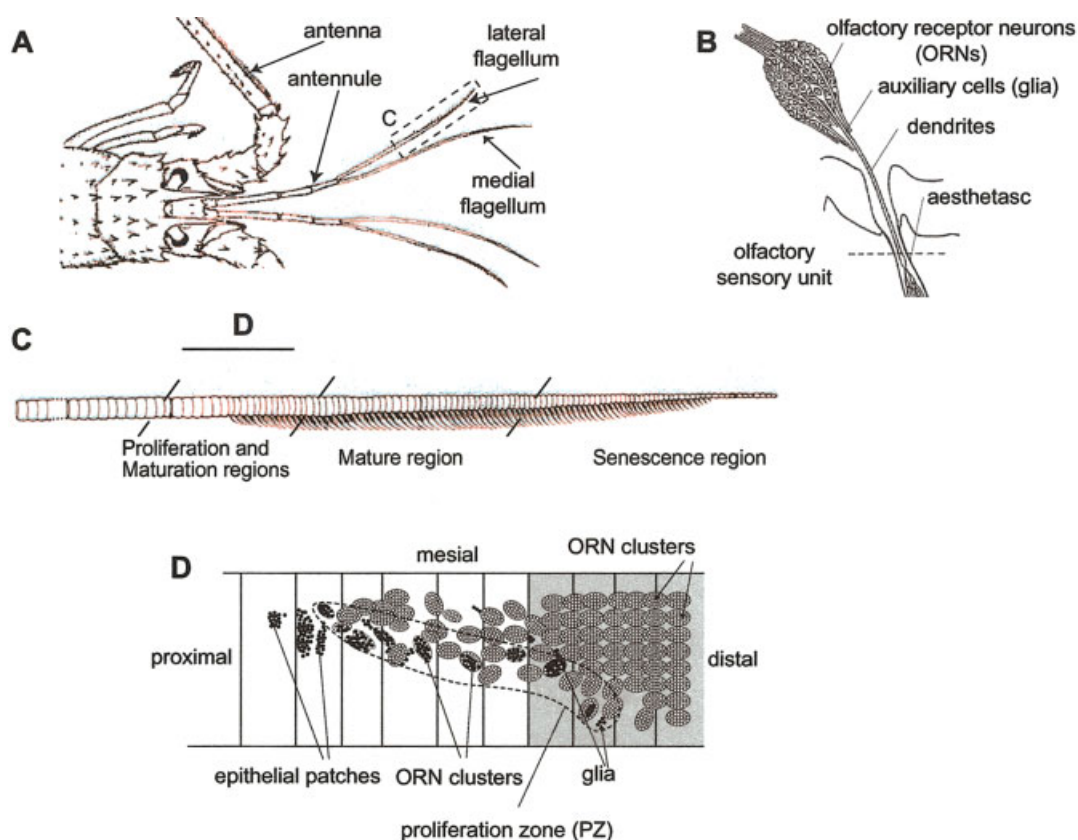 A
antenna
antennule
lateral
flagellum
C
medial
flagellum
B
olfactory receptor neurons
(ORNs)
auxiliary cells (glia)
dendrites
aesthetasc
olfactory
sensory unit
C
D
Proliferation and
Maturation regions
Mature region
Senescence region
D
mesial
ORN clusters
proximal
distal
epithelial patches
ORN clusters
glia
proliferation zone (PZ)